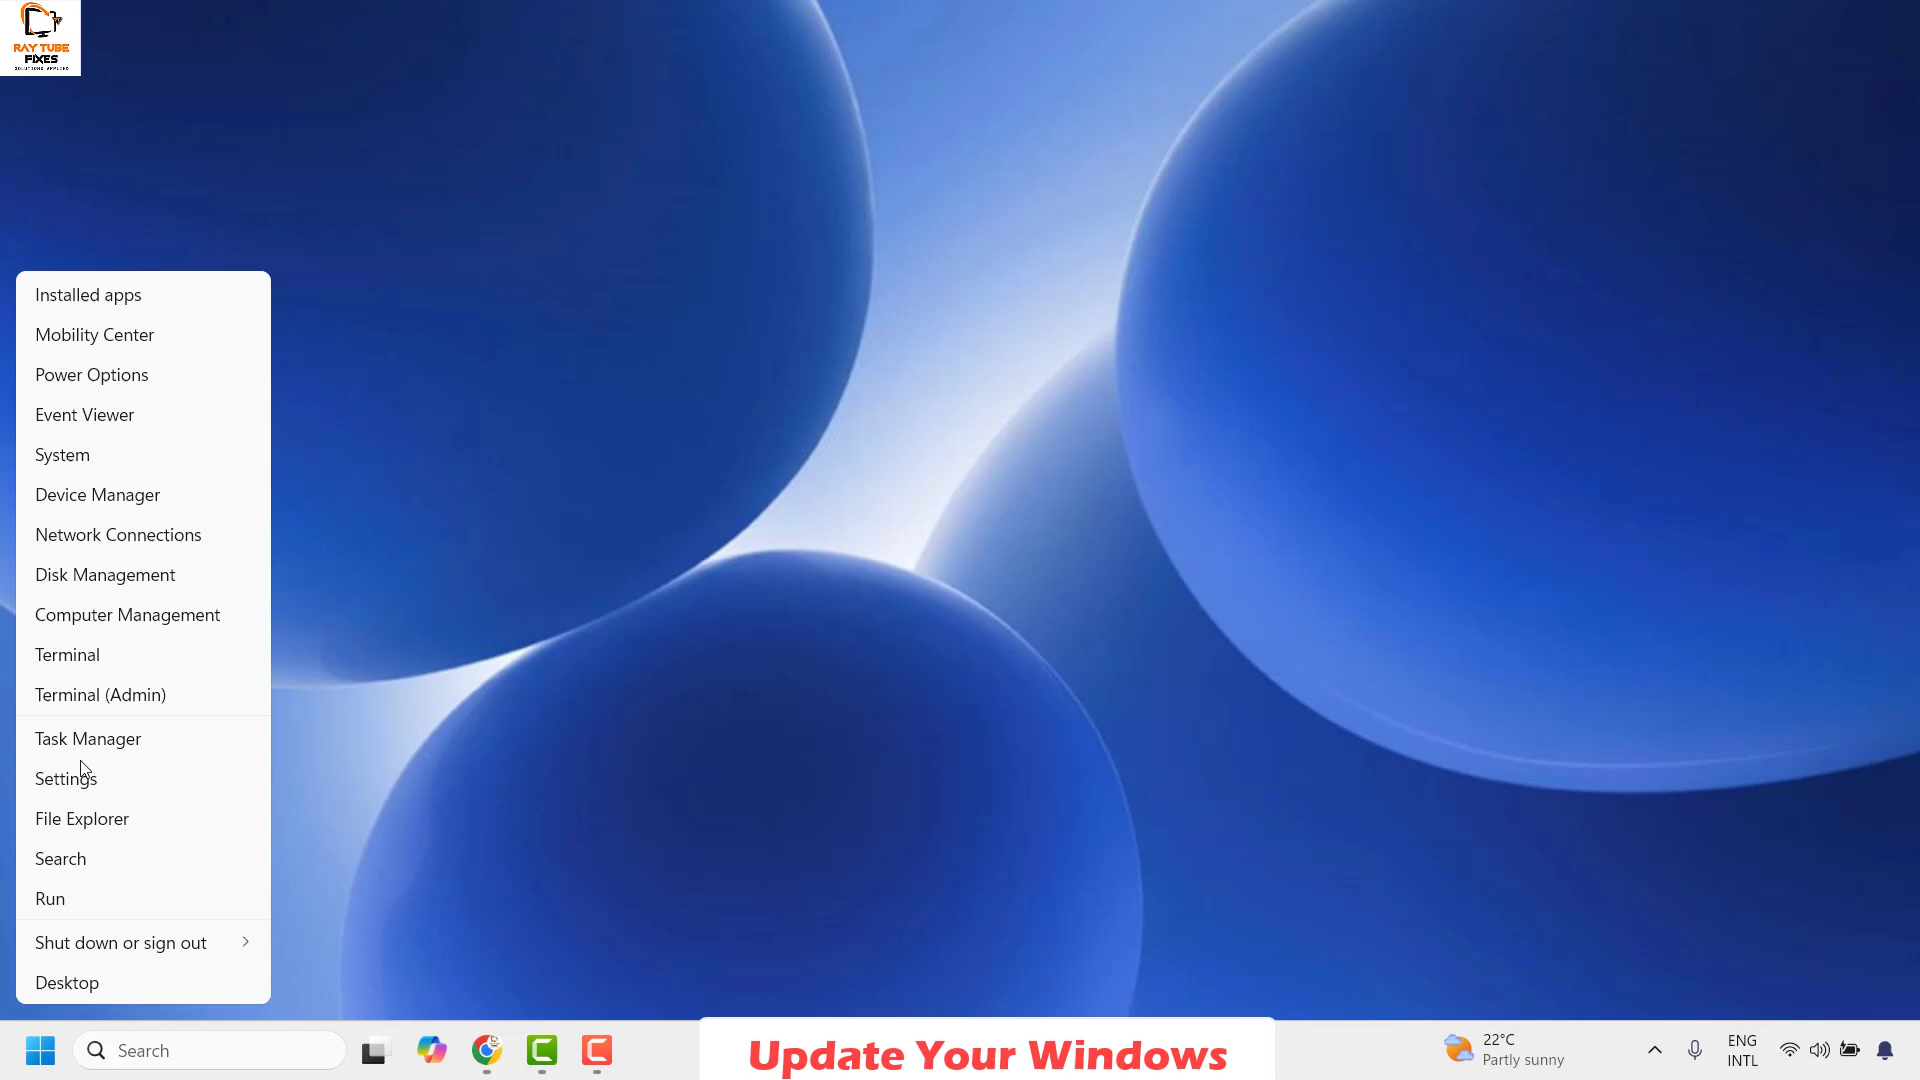 RAY TUBE
FIXES
SOLUTIONS APPLIED
Installed apps
Mobility Center
Power Options
Event Viewer
System
Device Manager
Network Connections
Disk Management
Computer Management
Terminal
Terminal (Admin)
Task Manager
Settings
File Explorer
Search
Run
Shut down or sign out
Desktop
Search
Update Your Windows
22°C
Partly sunny
ENG
INTL